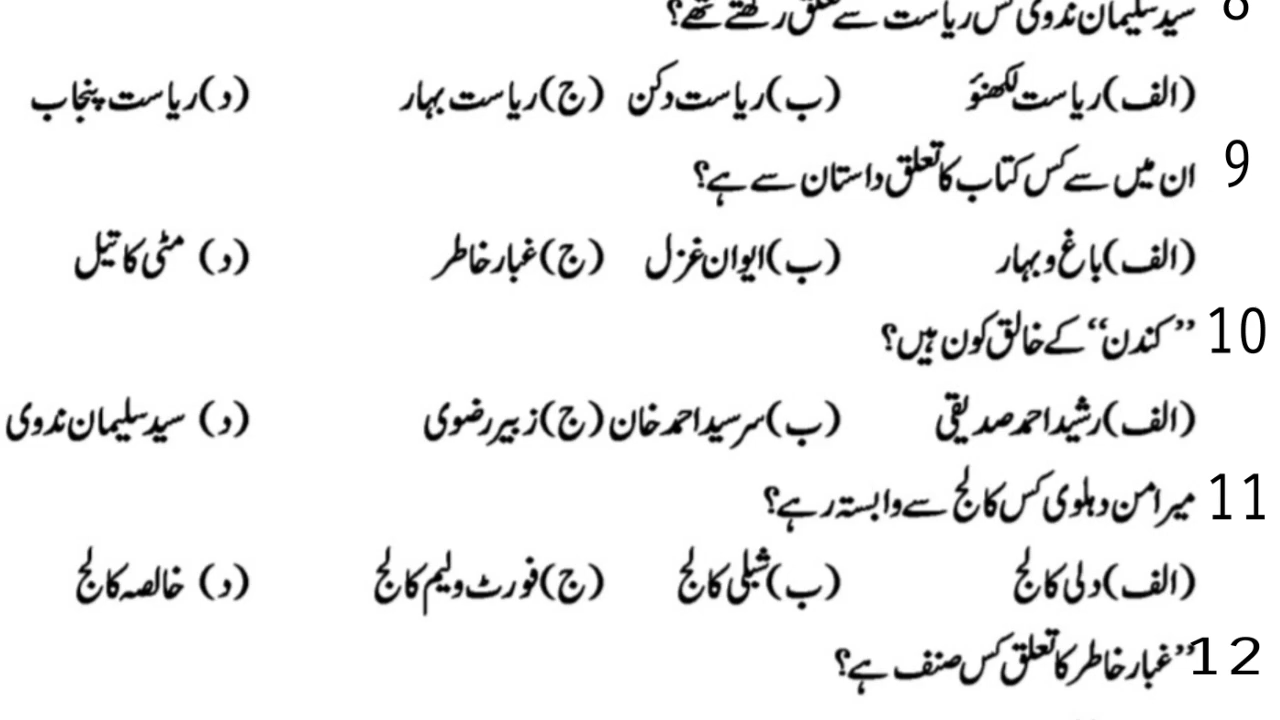 8 سید سلیمان ندوی کس ریاست سے تعلق رکھتے تھے؟
(الف) ریاست لکھنؤ (ب) ریاست دکن (ج) ریاست بہار (د) ریاست پنجاب
9 ان میں سے کس کتاب کا تعلق داستان سے ہے؟
(الف) باغ و بہار (ب) ایوان غزل (ج) غبار خاطر (د) مٹی کا تیل
10 ’’کندن‘‘ کے خالق کون ہیں؟
(الف) رشید احمد صدیقی (ب) سرسید احمد خان (ج) زبیر رضوی (د) سید سلیمان ندوی
11 میر امن دہلوی کس کالج سے وابستہ رہے؟
(الف) دلی کالج (ب) شبلی کالج (ج) فورٹ ولیم کالج (د) خالصہ کالج
12 ’’غبار خاطر کا تعلق کس صنف ہے؟